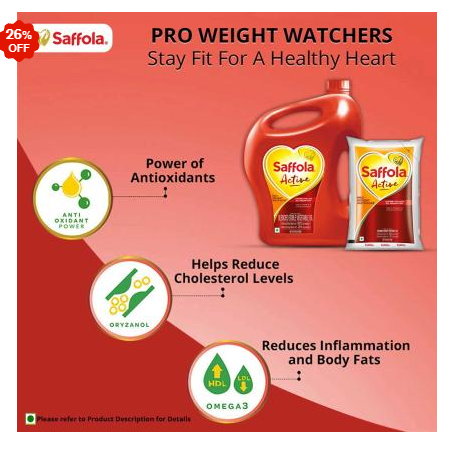 26%
OFF
Saffola®
PRO WEIGHT WATCHERS
Stay Fit For A Healthy Heart
Saffola
Active
Saffola
Active
Power of
Antioxidants
ANTI
OXIDANT
POWER
Helps Reduce
Cholesterol Levels
ORYZANOL
Reduces Inflammation
and Body Fats
HDL
LDL
OMEGA3
Please refer to Product Description for Details